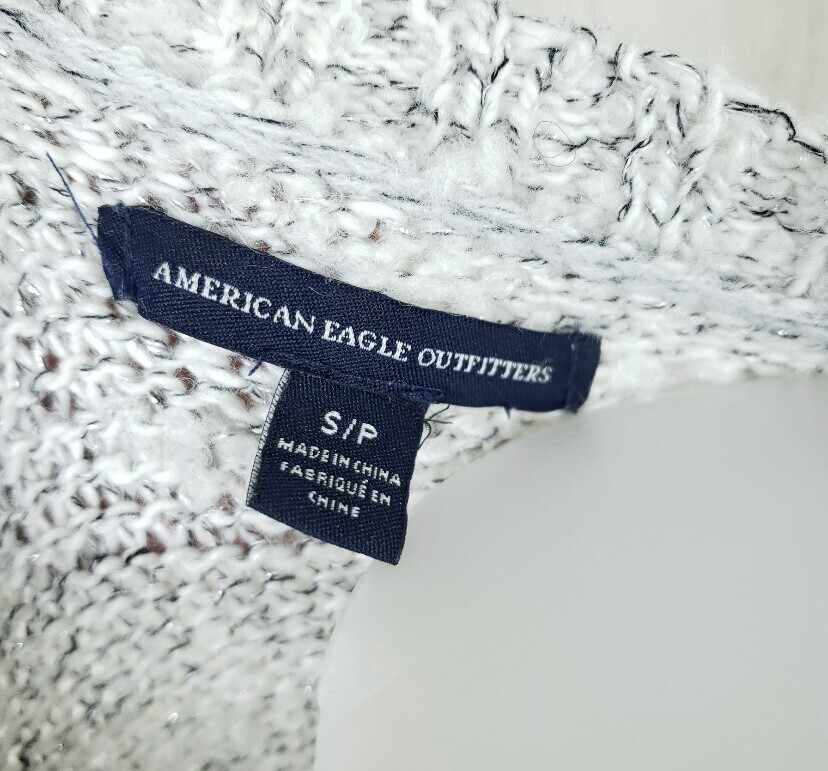 AMERICAN EAGLE OUTFITTERS
S/P
MADE IN CHINA
FABRIQUÉ EN
CHINE